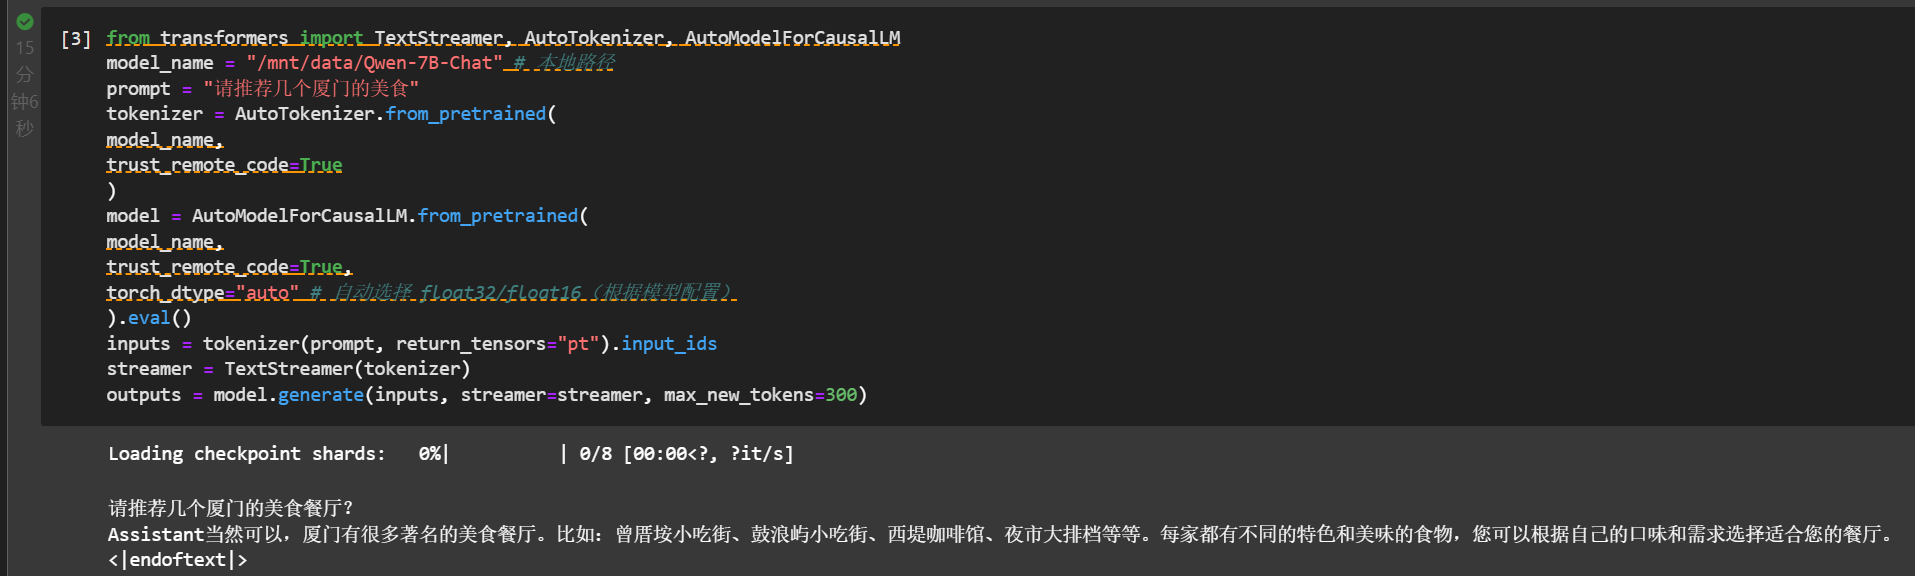 15
分
钟6
秒
[3] from transformers import TextStreamer, AutoTokenizer, AutoModelForCausalLM
model_name = "/mnt/data/Qwen-7B-Chat" # 本地路径
prompt = "请推荐几个厦门的美食"
tokenizer = AutoTokenizer.from_pretrained(
model_name,
trust_remote_code=True
)
model = AutoModelForCausalLM.from_pretrained(
model_name,
trust_remote_code=True,
torch_dtype="auto" # 自动选择 float32/float16（根据模型配置）
).eval()
inputs = tokenizer(prompt, return_tensors="pt").input_ids
streamer = TextStreamer(tokenizer)
outputs = model.generate(inputs, streamer=streamer, max_new_tokens=300)
Loading checkpoint shards:   0%|          | 0/8 [00:00<?, ?it/s]
请推荐几个厦门的美食餐厅？
Assistant当然可以，厦门有很多著名的美食餐厅。比如：曾厝垵小吃街、鼓浪屿小吃街、西堤咖啡馆、夜市大排档等等。每家都有不同的特色和美味的食物，您可以根据自己的口味和需求选择适合您的餐厅。
<|endoftext|>